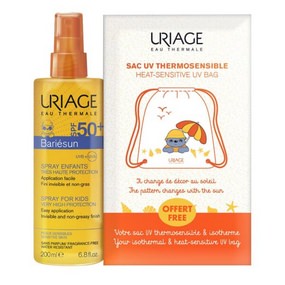 URIAGE
EAU THERMALE
Bariésun
SPF 50+
SPRAY ENFANTS
TRÈS HAUTE PROTECTION
Application facile
Fini invisible et non-gras
SPRAY FOR KIDS
VERY HIGH PROTECTION
Easy application
Invisible and non-greasy finish
200ml e 6.8fl.oz
URIAGE
EAU THERMALE
SAC UV THERMOSENSIBLE
HEAT-SENSITIVE UV BAG
URIAGE
Il change de décor au soleil
The pattern changes with the sun
OFFERT
FREE
Votre sac UV thermosensible & isotherme
Your isothermal & heat-sensitive UV bag